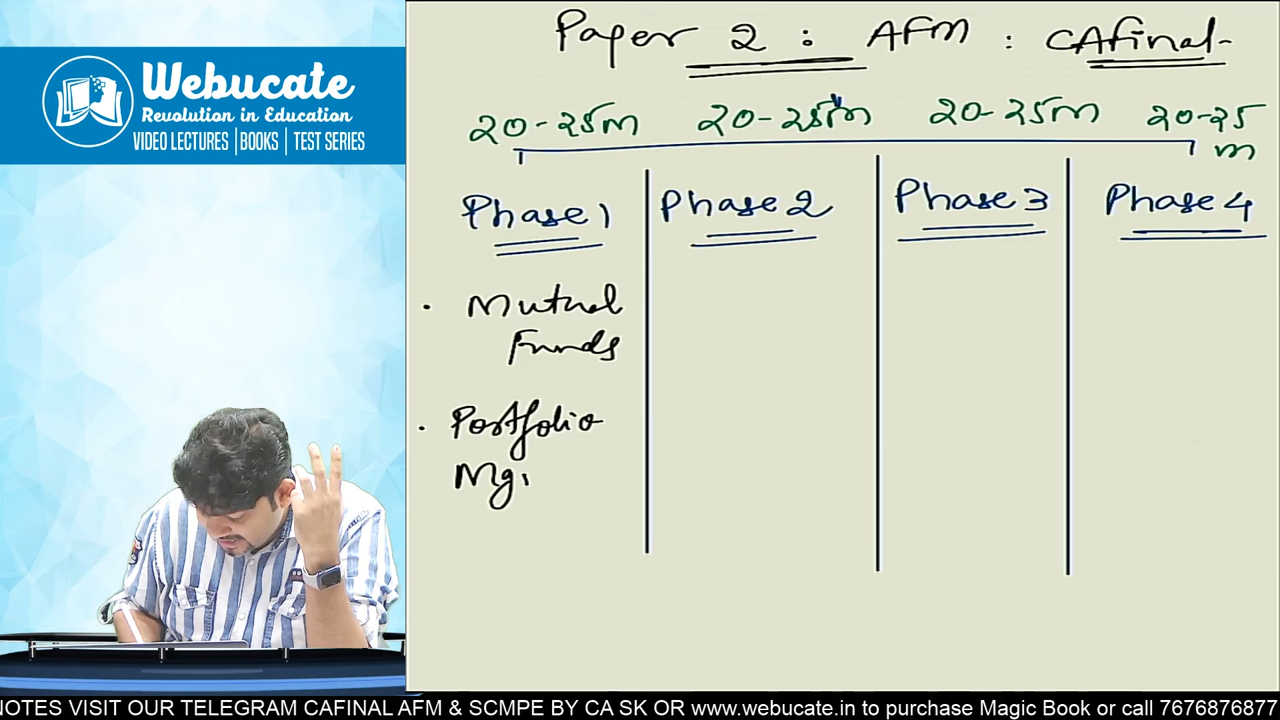 Webucate
Revolution in Education
VIDEO LECTURES | BOOKS | TEST SERIES
Paper 2 : AFM : CAfinal-
20-25m 20-25m 20-25m 20-25
m
Phase 1 Phase 2 Phase 3 Phase 4
• Mutual
Funds
• Portfolio
Mg
NOTES VISIT OUR TELEGRAM CAFINAL AFM & SCMPE BY CA SK OR www.webucate.in to purchase Magic Book or call 7676876877